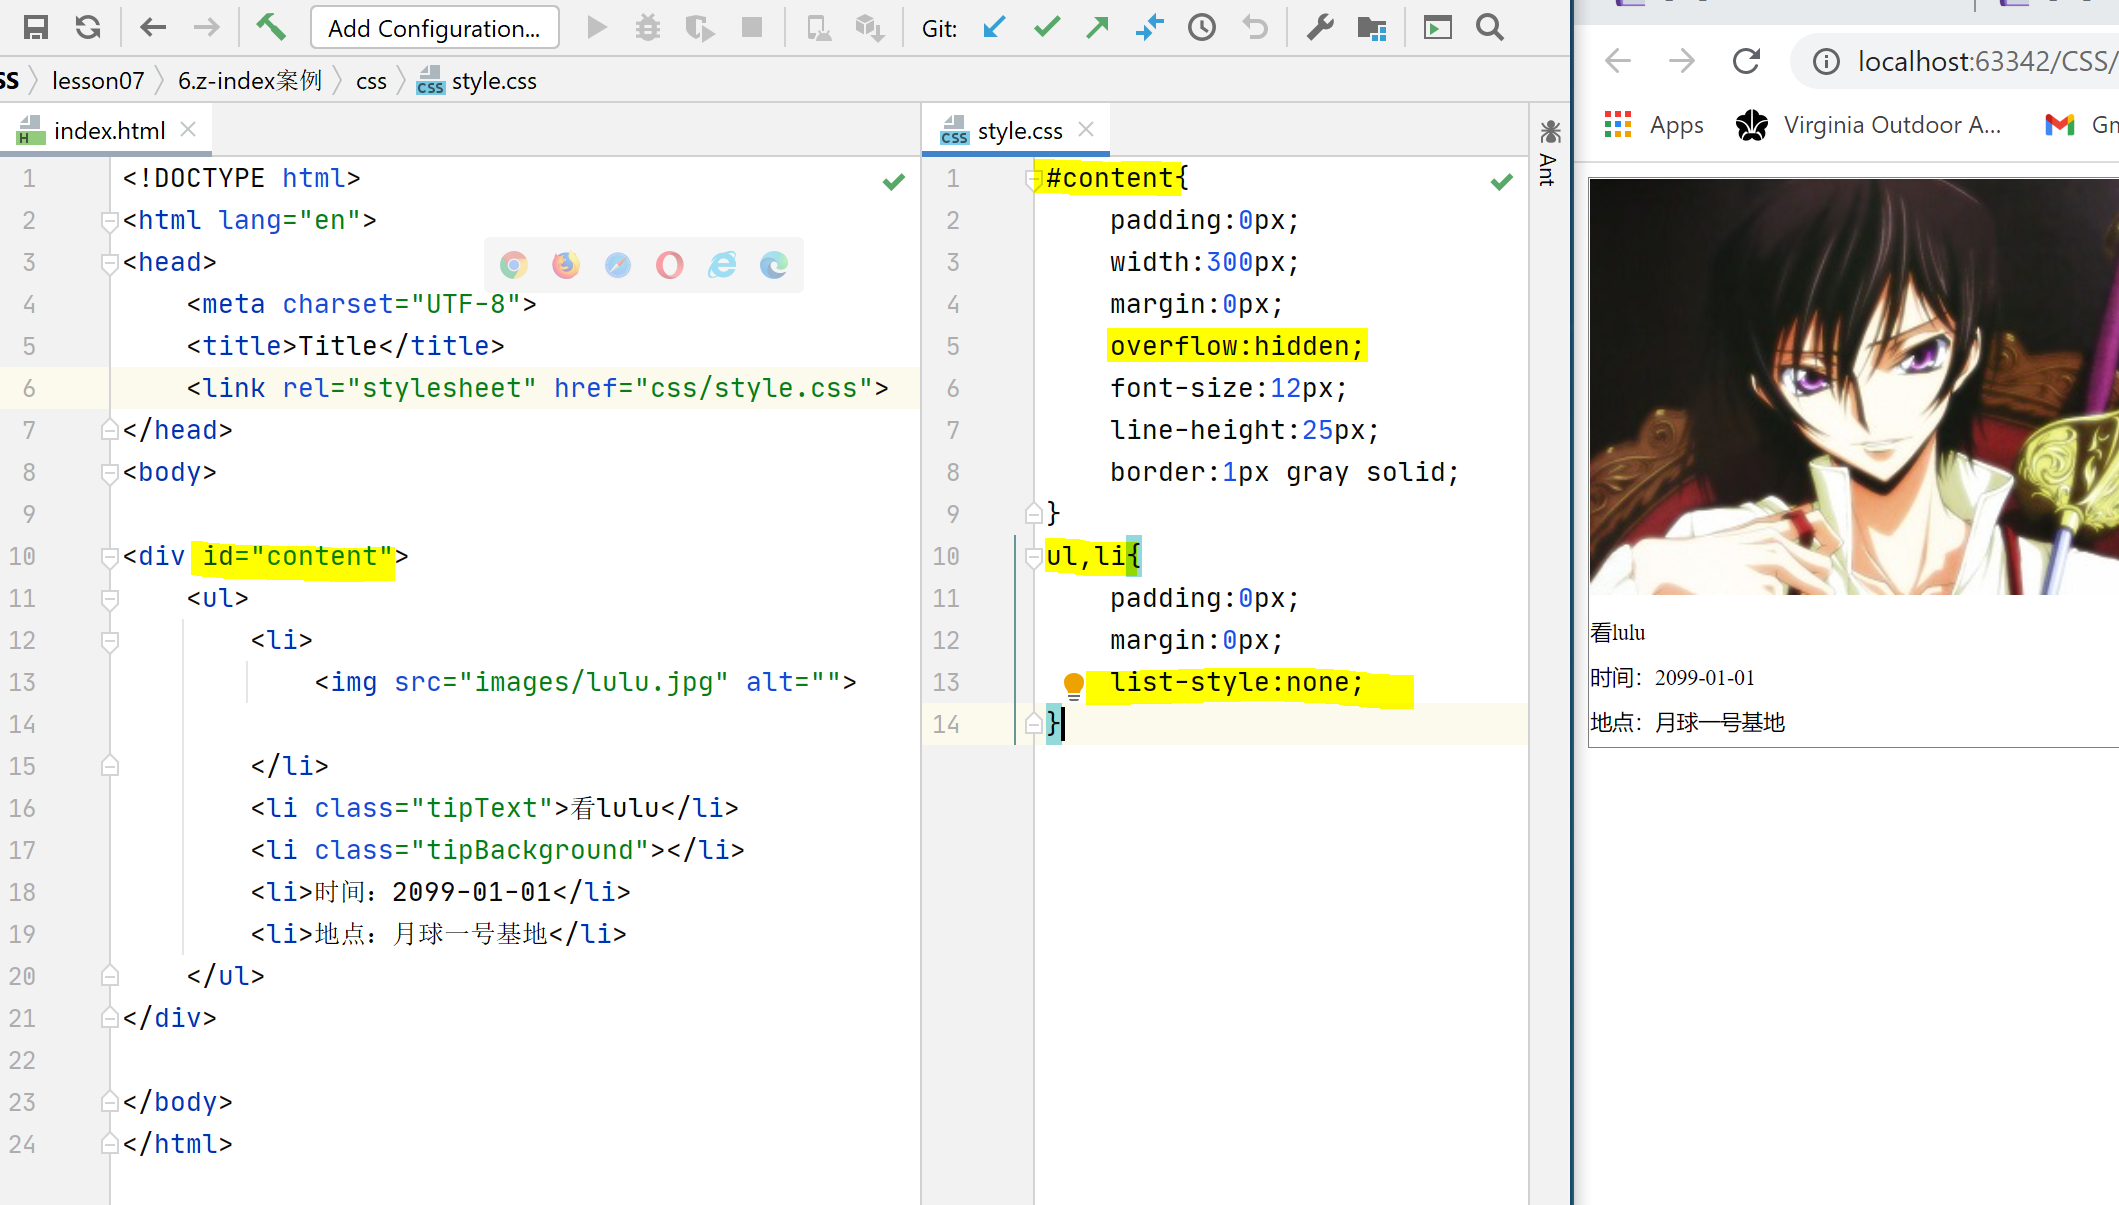 Add Configuration...
Git:
SS
lesson07
6.z-index案例
css
style.css
index.html
1 <!DOCTYPE html>
2 <html lang="en">
3 <head>
4 <meta charset="UTF-8">
5 <title>Title</title>
6 <link rel="stylesheet" href="css/style.css">
7 </head>
8 <body>
9
10 <div id="content">
11 <ul>
12 <li>
13 <img src="images/lulu.jpg" alt="">
14
15 </li>
16 <li class="tipText">看lulu</li>
17 <li class="tipBackground"></li>
18 <li>时间：2099-01-01</li>
19 <li>地点：月球一号基地</li>
20 </ul>
21 </div>
22
23 </body>
24 </html>
style.css
1 #content{
2 padding:0px;
3 width:300px;
4 margin:0px;
5 overflow:hidden;
6 font-size:12px;
7 line-height:25px;
8 border:1px gray solid;
9 }
10 ul,li{
11 padding:0px;
12 margin:0px;
13 list-style:none;
14 }
Ant
localhost:63342/CSS/
Apps
Virginia Outdoor A...
Gm
看lulu
时间：2099-01-01
地点：月球一号基地